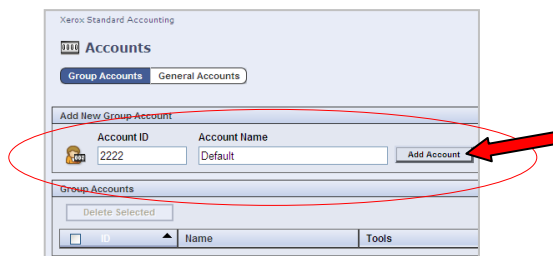 Xerox Standard Accounting
Accounts
Group Accounts General Accounts
Add New Group Account
Account ID Account Name
2222 Default Add Account
Group Accounts
Delete Selected
ID Name Tools